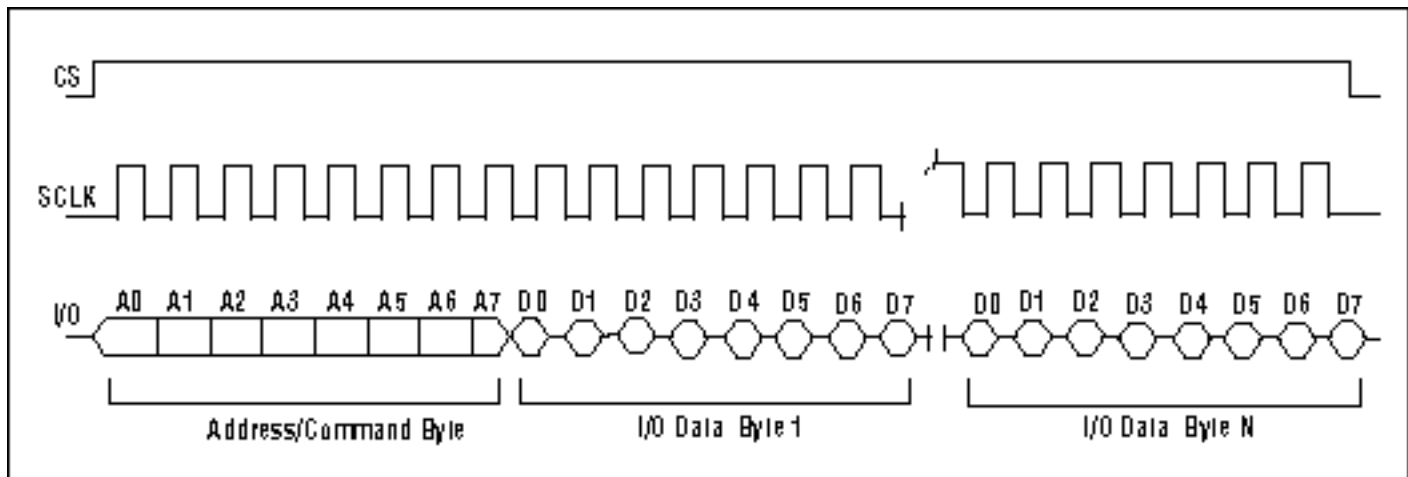 CS
SCLK
I/O
A0 A1 A2 A3 A4 A5 A6 A7 D0 D1 D2 D3 D4 D5 D6 D7 D0 D1 D2 D3 D4 D5 D6 D7
Address/Command Byte
I/O Data Byte 1
I/O Data Byte N